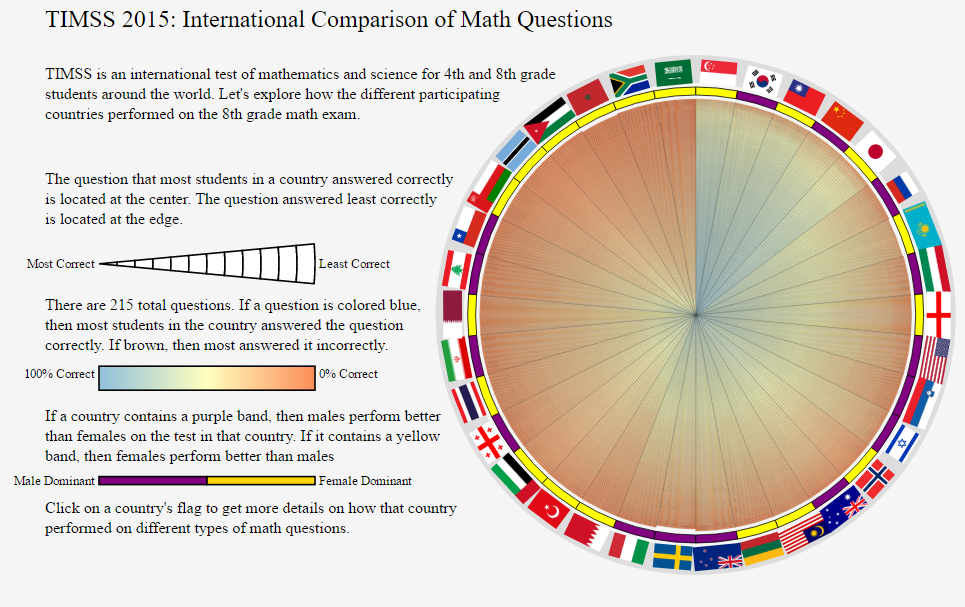 TIMSS 2015: International Comparison of Math Questions
TIMSS is an international test of mathematics and science for 4th and 8th grade
students around the world. Let's explore how the different participating
countries performed on the 8th grade math exam.
The question that most students in a country answered correctly
is located at the center. The question answered least correctly
is located at the edge.
Most Correct
Least Correct
There are 215 total questions. If a question is colored blue,
then most students in the country answered the question
correctly. If brown, then most answered it incorrectly.
100% Correct
0% Correct
If a country contains a purple band, then males perform better
than females on the test in that country. If it contains a yellow
band, then females perform better than males
Male Dominant
Female Dominant
Click on a country's flag to get more details on how that country
performed on different types of math questions.